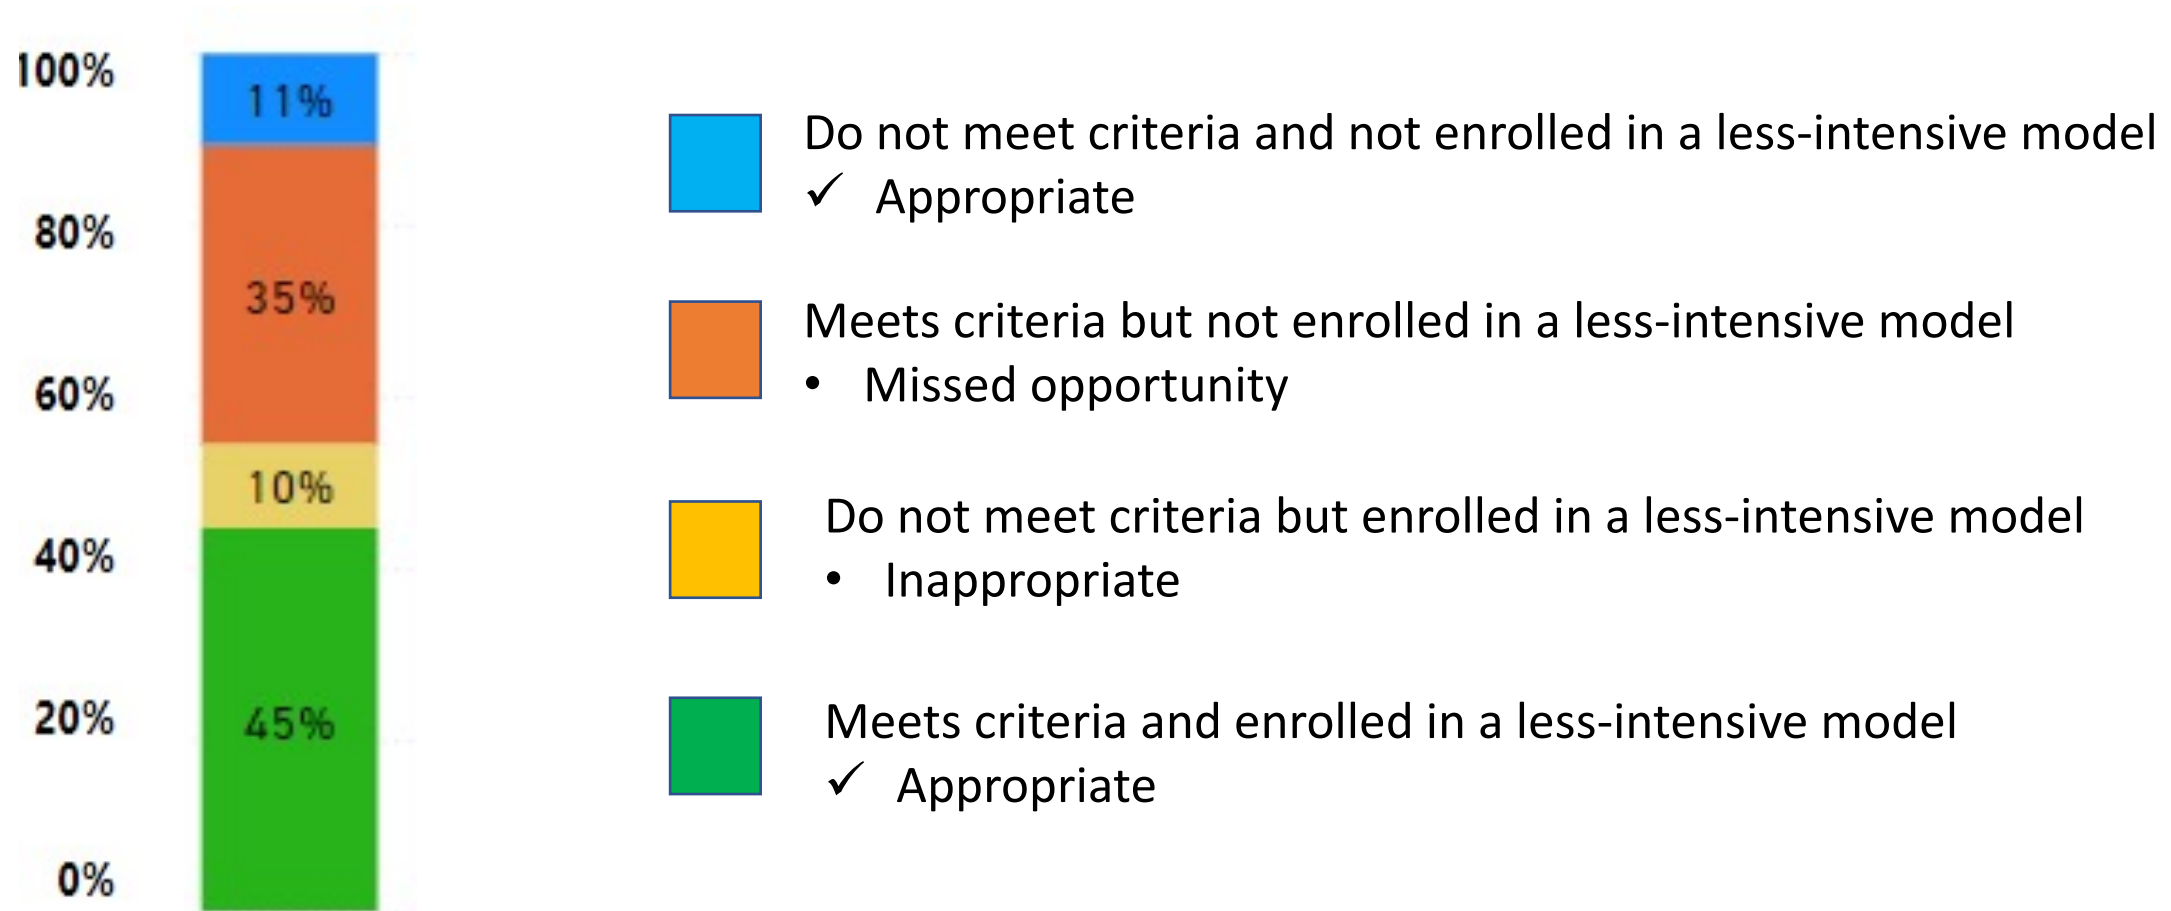 100%
80%
60%
40%
20%
0%
11%
35%
10%
45%
Do not meet criteria and not enrolled in a less-intensive model
✓ Appropriate
Meets criteria but not enrolled in a less-intensive model
• Missed opportunity
Do not meet criteria but enrolled in a less-intensive model
• Inappropriate
Meets criteria and enrolled in a less-intensive model
✓ Appropriate